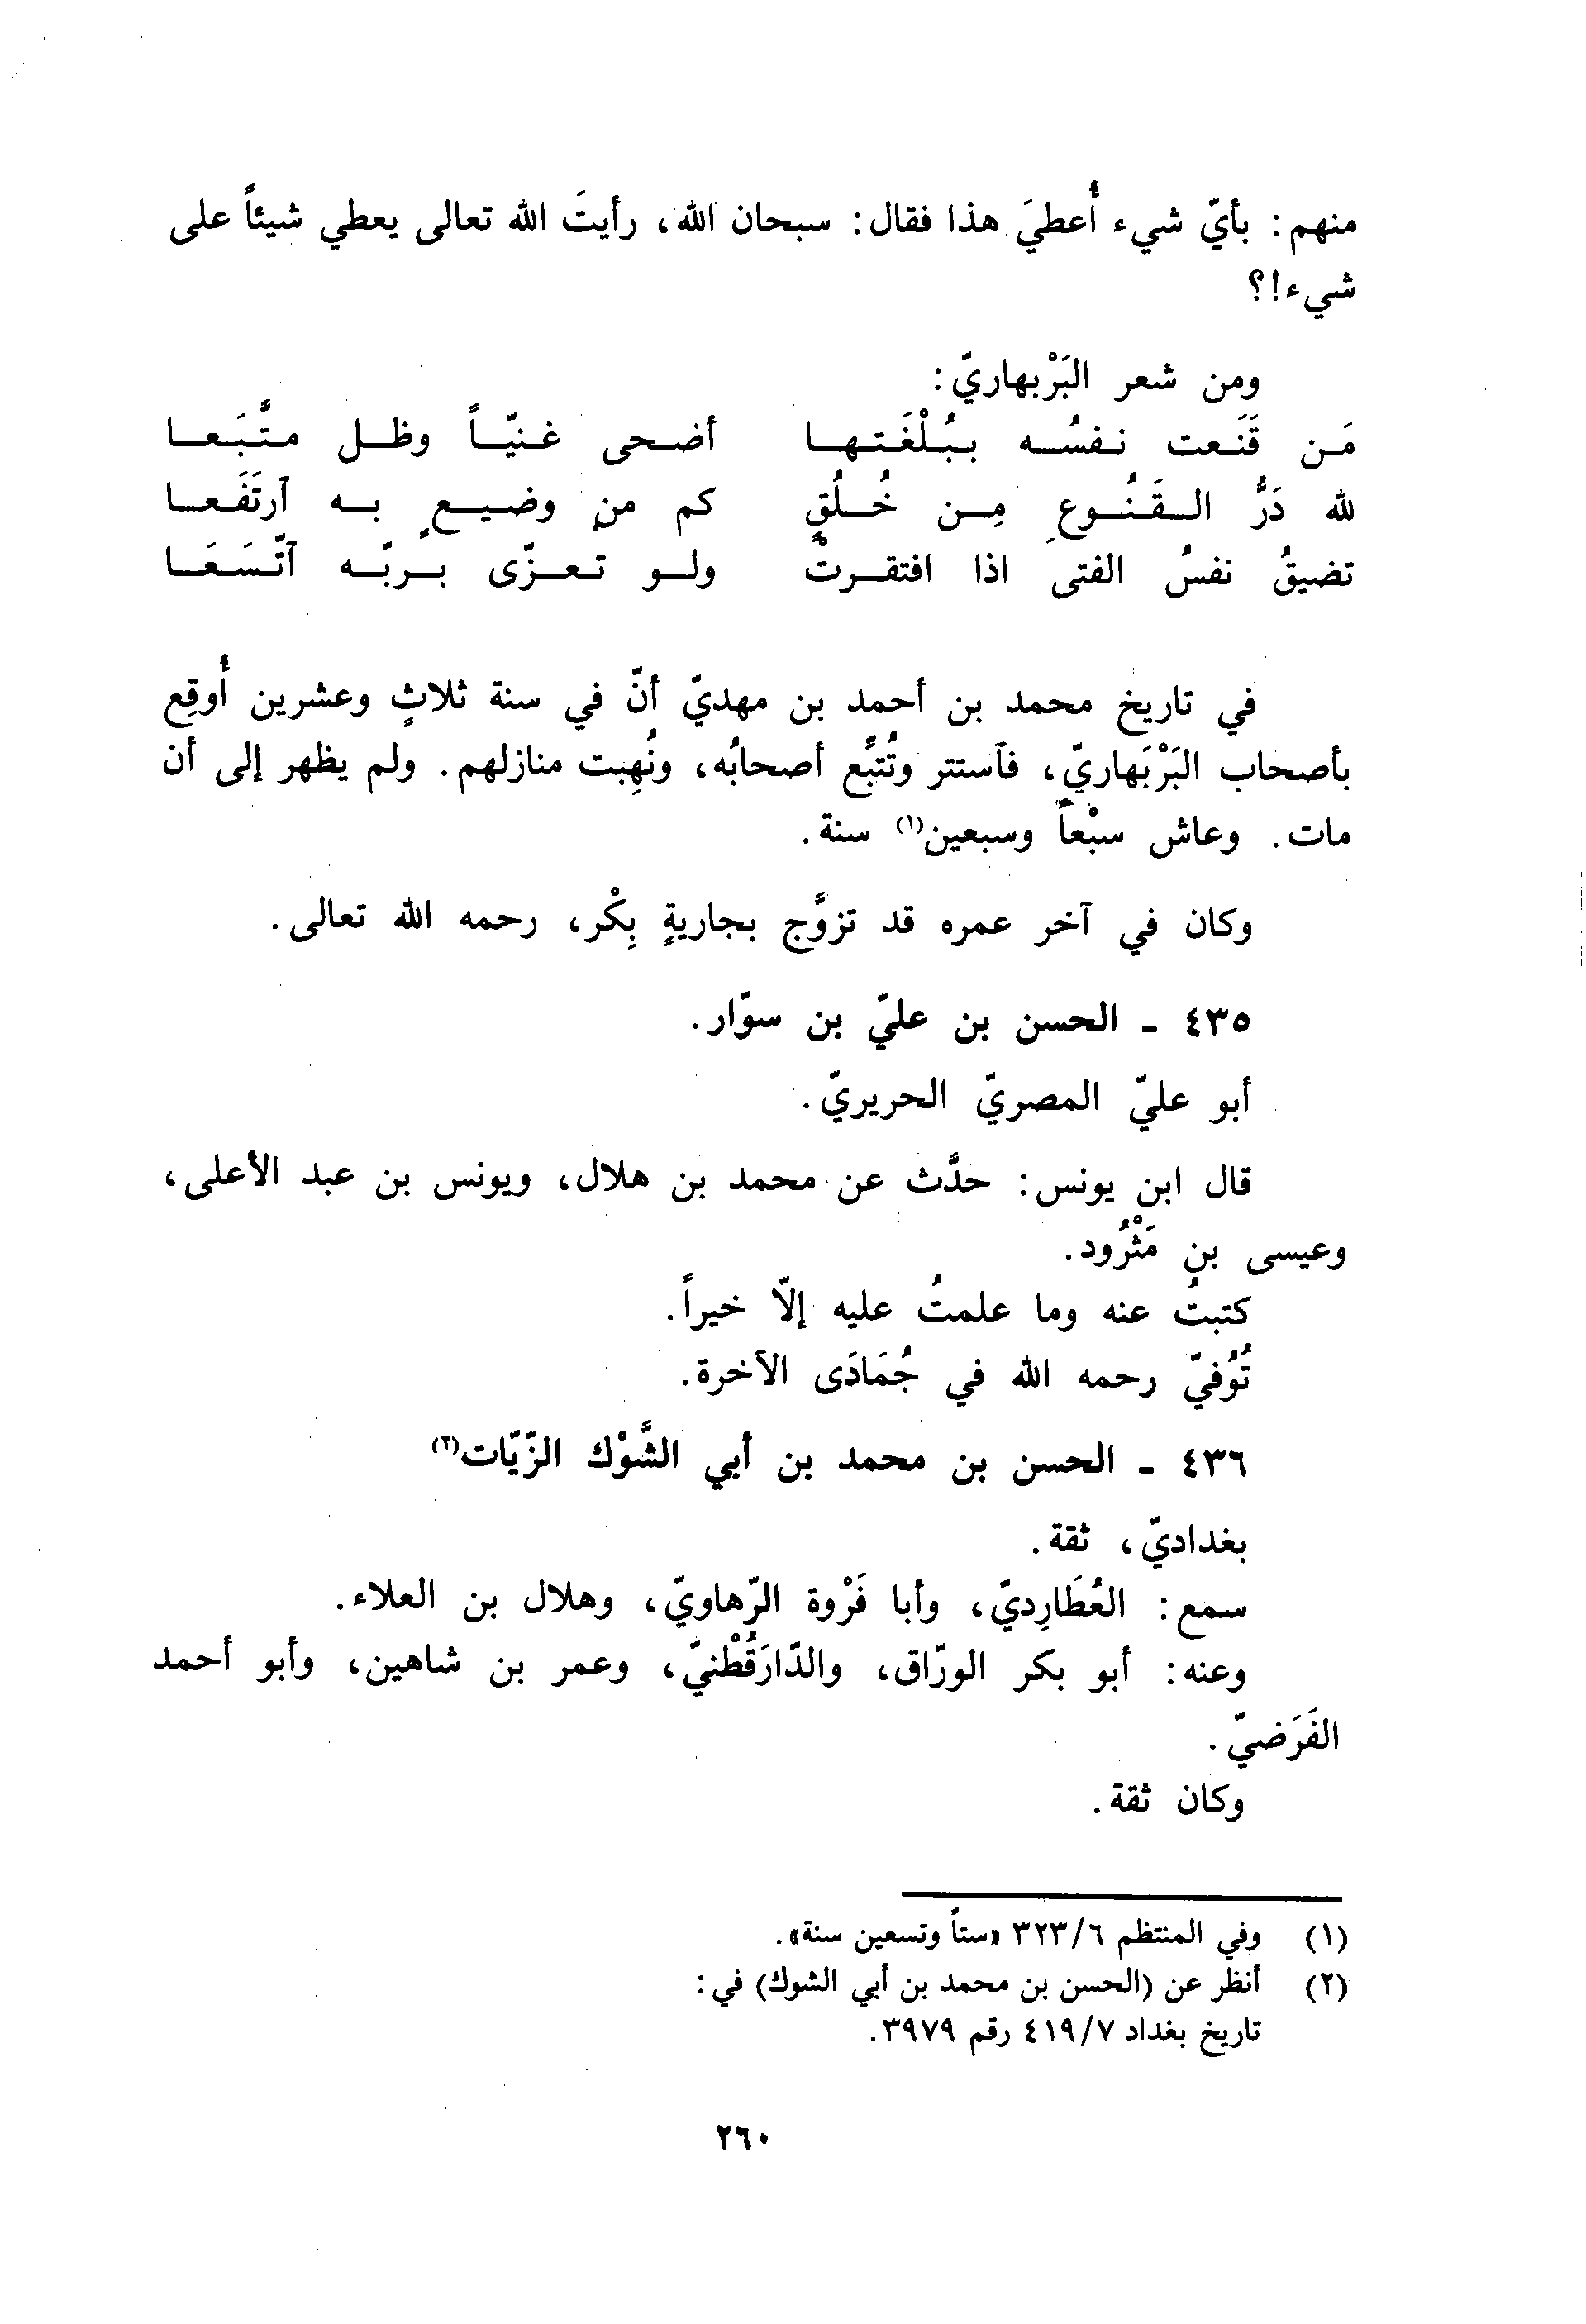 منهم: بأيّ شيء أُعطيَ هذا فقال: سبحان الله، رأيتَ الله تعالى يعطي شيئاً على
شيء!؟
ومن شعر البَرْبهاريّ:
مَن قَنَعت نفسُه ببُلْغَتها أضحى غنيّاً وظل متَّبَعا
لله دَرُّ القَنُوعِ مِن خُلُقٍ كم من وضيعٍ به ٱرتَفَعا
تضيقُ نفسُ الفتى اذا افتقرتْ ولو تعزّى بربّه ٱتّسَعَا
في تاريخ محمد بن أحمد بن مهديّ أنّ في سنة ثلاثٍ وعشرين أُوقِع
بأصحاب البَرْبَهاريّ، فٱستتر وتُتبُّع أصحابُه، ونُهِبت منازلهم. ولم يظهر إلى أن
مات. وعاش سبْعاً وسبعين(١) سنة.
وكان في آخر عمره قد تزوَّج بجاريةٍ بِكْر، رحمه الله تعالى.
٤٣٥ - الحسن بن عليّ بن سوّار.
أبو عليّ المصريّ الحريريّ.
قال ابن يونس: حدَّث عن محمد بن هلال، ويونس بن عبد الأعلى،
وعيسى بن مَثْرُود.
كتبتُ عنه وما علمتُ عليه إلاّ خيراً.
تُوُفيّ رحمه الله في جُمَادَى الآخرة.
٤٣٦ - الحسن بن محمد بن أبي الشَّوْك الزّيّات(٢)
بغداديّ، ثقة.
سمع: العُطَارِديّ، وأبا فَرْوة الرّهاويّ، وهلال بن العلاء.
وعنه: أبو بكر الورّاق، والدّارَقُطْنيّ، وعمر بن شاهين، وأبو أحمد
الفَرَضيّ.
وكان ثقة.
(١) وفي المنتظم ٣٢٣/٦ «ستاً وتسعين سنة».
(٢) أنظر عن (الحسن بن محمد بن أبي الشوك) في:
تاريخ بغداد ٤١٩/٧ رقم ٣٩٧٩.
٢٦٠